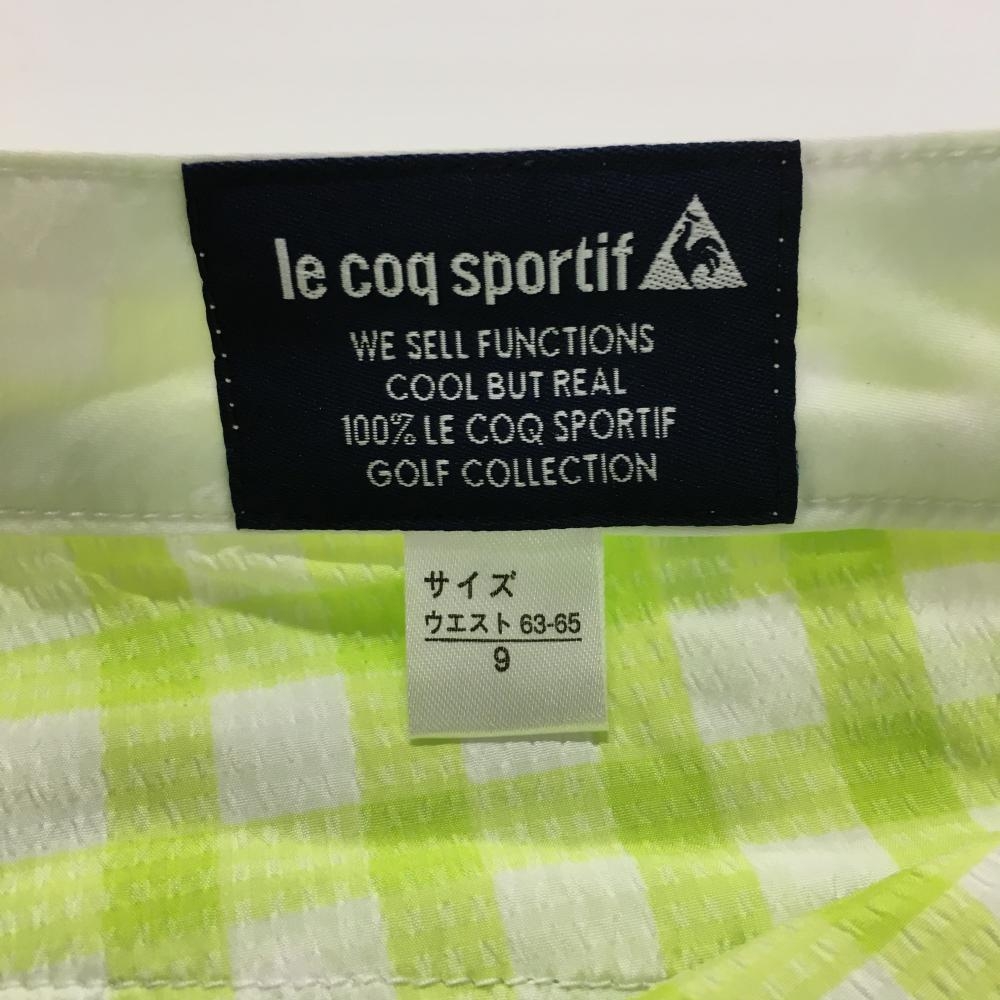 le coq sportif
WE SELL FUNCTIONS
COOL BUT REAL
100% LE COQ SPORTIF
GOLF COLLECTION
サイズ
ウエスト 63-65
9